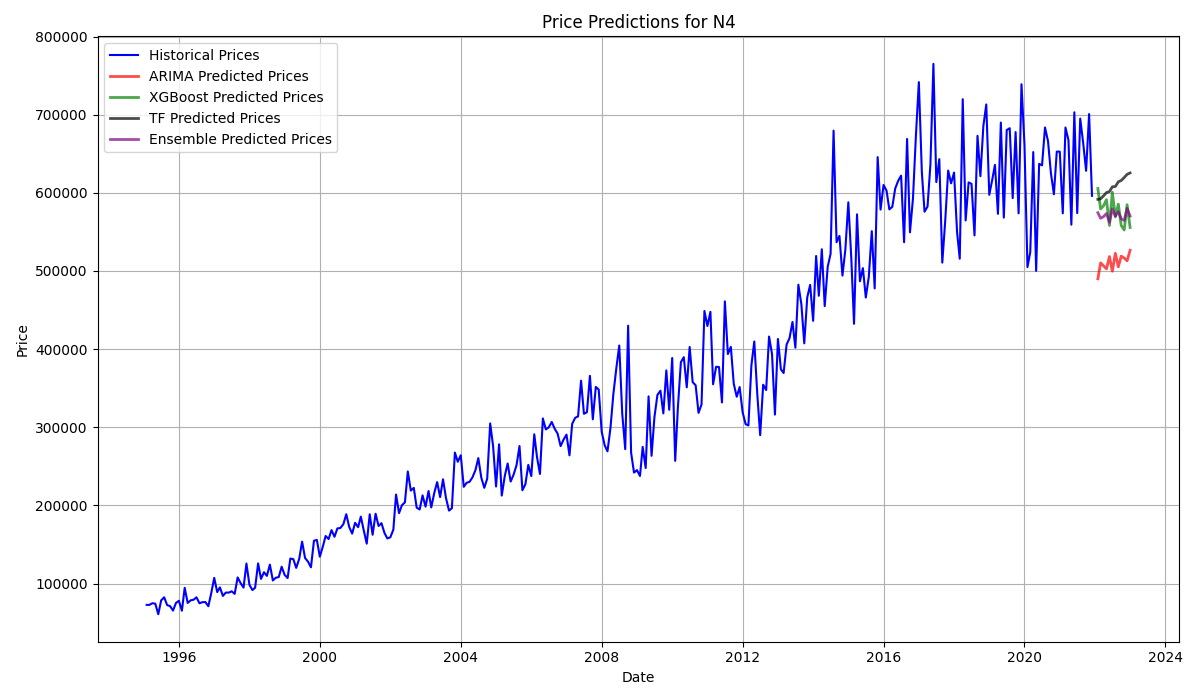 Price Predictions for N4
Historical Prices
ARIMA Predicted Prices
XGBoost Predicted Prices
TF Predicted Prices
Ensemble Predicted Prices
800000
700000
600000
500000
400000
300000
200000
100000
Price
1996
2000
2004
2008
2012
2016
2020
2024
Date